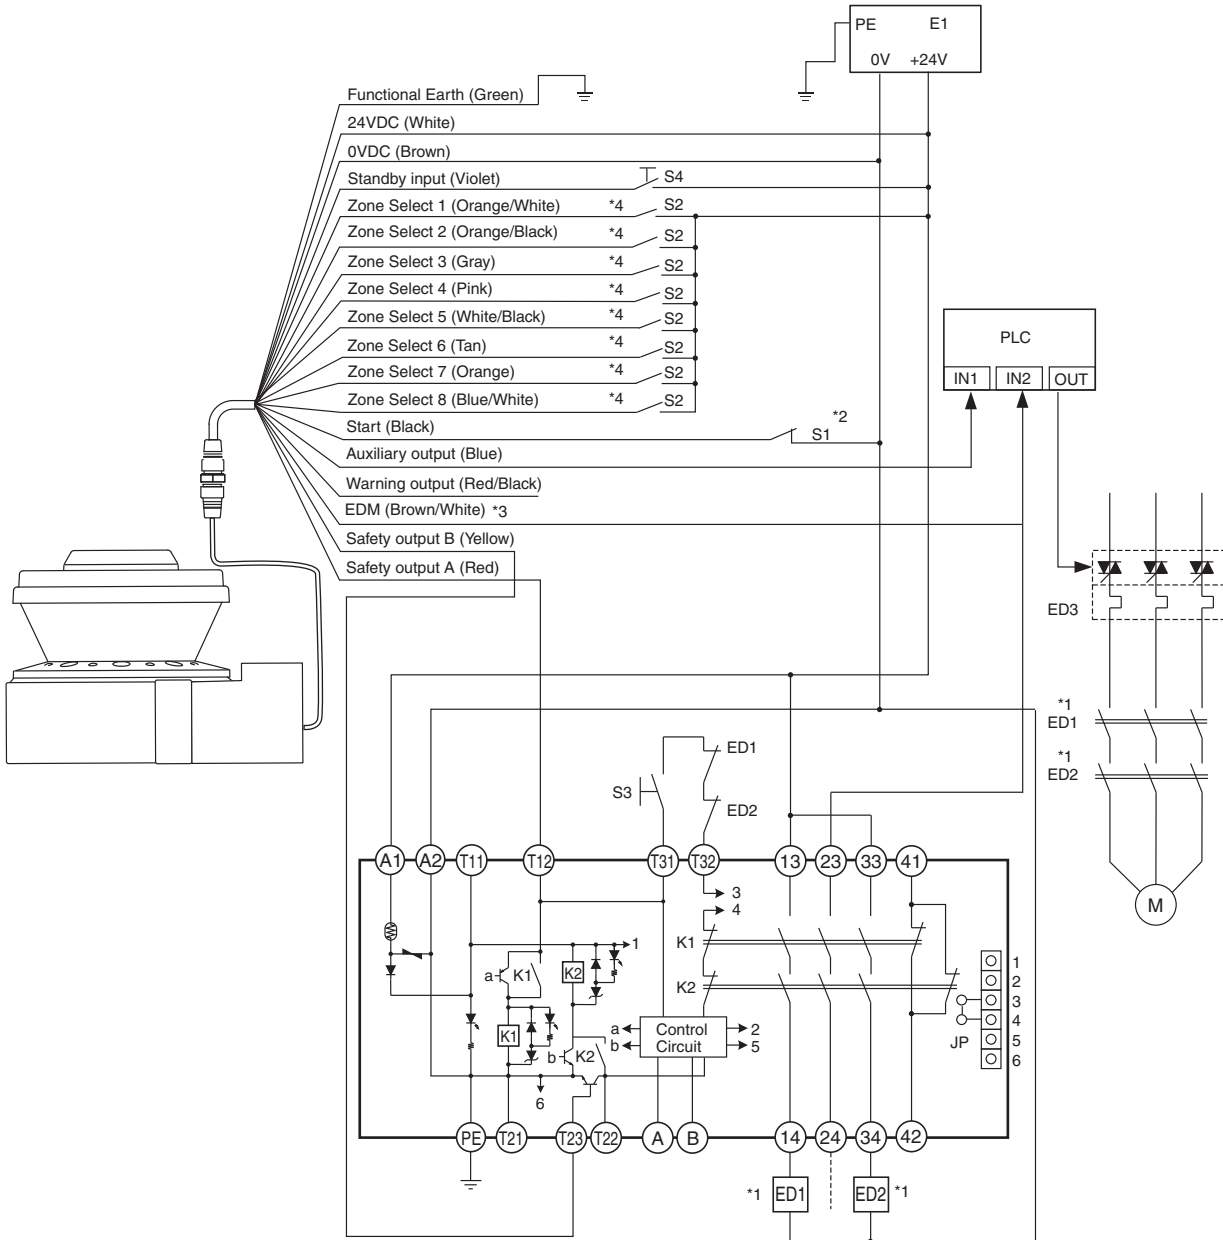 PE E1
0V +24V
Functional Earth (Green)
24VDC (White)
0VDC (Brown)
Standby input (Violet) S4
Zone Select 1 (Orange/White) *4 S2
Zone Select 2 (Orange/Black) *4 S2
Zone Select 3 (Gray) *4 S2
Zone Select 4 (Pink) *4 S2
Zone Select 5 (White/Black) *4 S2
Zone Select 6 (Tan) *4 S2
Zone Select 7 (Orange) *4 S2
Zone Select 8 (Blue/White) *4 S2
Start (Black) S1 *2
Auxiliary output (Blue)
Warning output (Red/Black)
EDM (Brown/White) *3
Safety output B (Yellow)
Safety output A (Red)
PLC
IN1 IN2 OUT
ED3
*1
ED1
*1
ED2
M
ED1
S3
ED2
A1 A2 T11 T12 T31 T32 13 23 33 41
3
4
1
K1
K2
a K1
K2
K1
b K2
a
b
Control
Circuit
2
5
6
JP
1
2
3
4
5
6
PE T21 T23 T22 A B 14 24 34 42
*1 ED1 ED2 *1